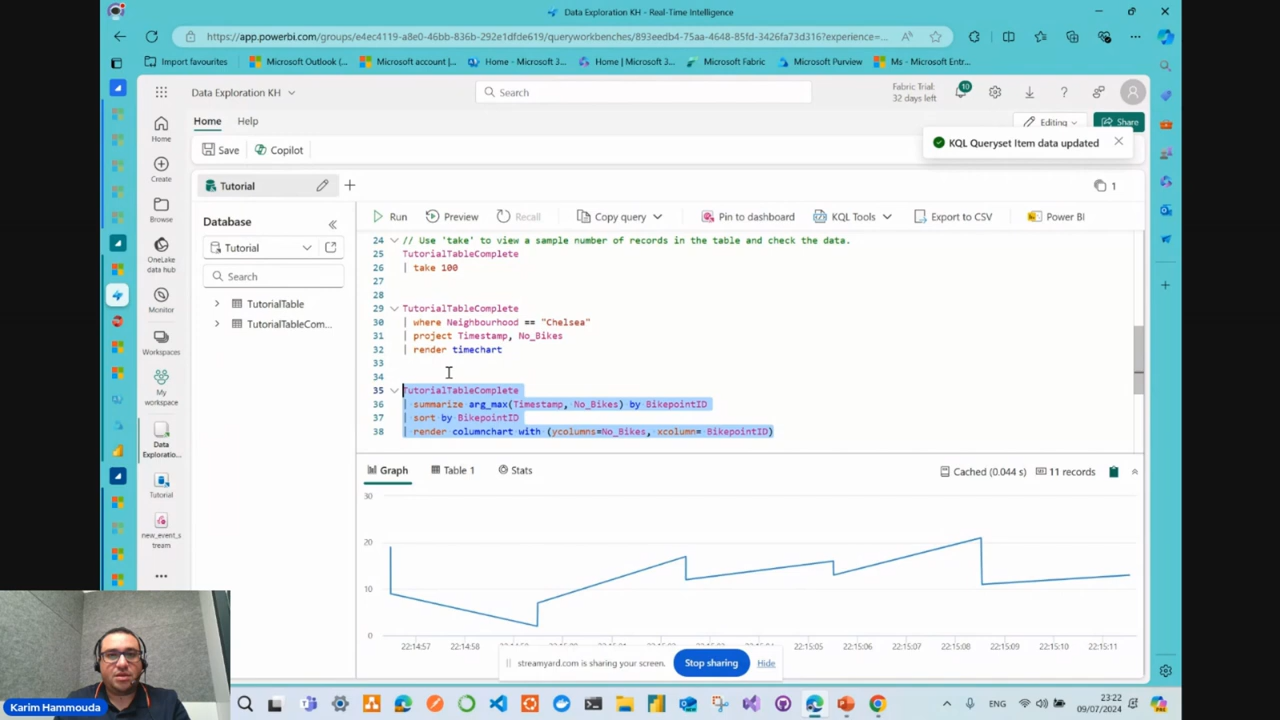 Data Exploration KH - Real-Time Intelligence
https://app.powerbi.com/groups/e4ec4119-a8e0-46bb-836b-292e1dfde619/queryworkbenches/893eedb4-75aa-4648-85fd-3426fa73d316?experience=...
Import favourites
Microsoft Outlook (...
Microsoft account |...
Home - Microsoft 3...
Home | Microsoft 3...
Microsoft Fabric
Microsoft Purview
Ms - Microsoft Entr...
Data Exploration KH
Search
Fabric Trial:
32 days left
10
Home
Help
Editing
Share
Save
Copilot
KQL Queryset Item data updated
Home
Create
Browse
OneLake
data hub
Monitor
Workspaces
My
workspace
Data
Exploratio...
Tutorial
new_event_s
tream
Tutorial
1
Database
Tutorial
Search
TutorialTable
TutorialTableCom...
Run
Preview
Recall
Copy query
Pin to dashboard
KQL Tools
Export to CSV
Power BI
24 // Use 'take' to view a sample number of records in the table and check the data.
25 TutorialTableComplete
26 | take 100
27
28
29 TutorialTableComplete
30 | where Neighbourhood == "Chelsea"
31 | project Timestamp, No_Bikes
32 | render timechart
33
34
35 TutorialTableComplete
36 | summarize arg_max(Timestamp, No_Bikes) by BikepointID
37 | sort by BikepointID
38 | render columnchart with (ycolumns=No_Bikes, xcolumn= BikepointID)
Graph
Table 1
Stats
Cached (0.044 s)
11 records
30
20
10
0
22:14:57
22:14:58
22:15:05
22:15:08
22:15:09
22:15:10
22:15:11
streamyard.com is sharing your screen.
Stop sharing
Hide
Karim Hammouda
ENG
23:22
09/07/2024